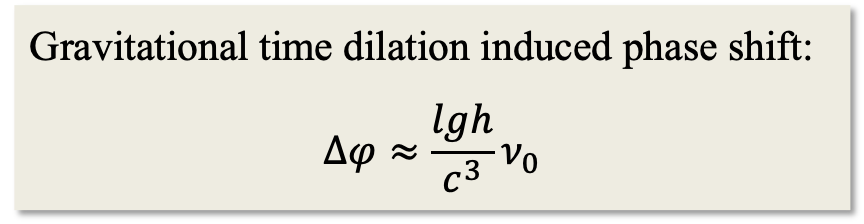 Gravitational time dilation induced phase shift:
Δφ ≈ lgh/c³ ν₀